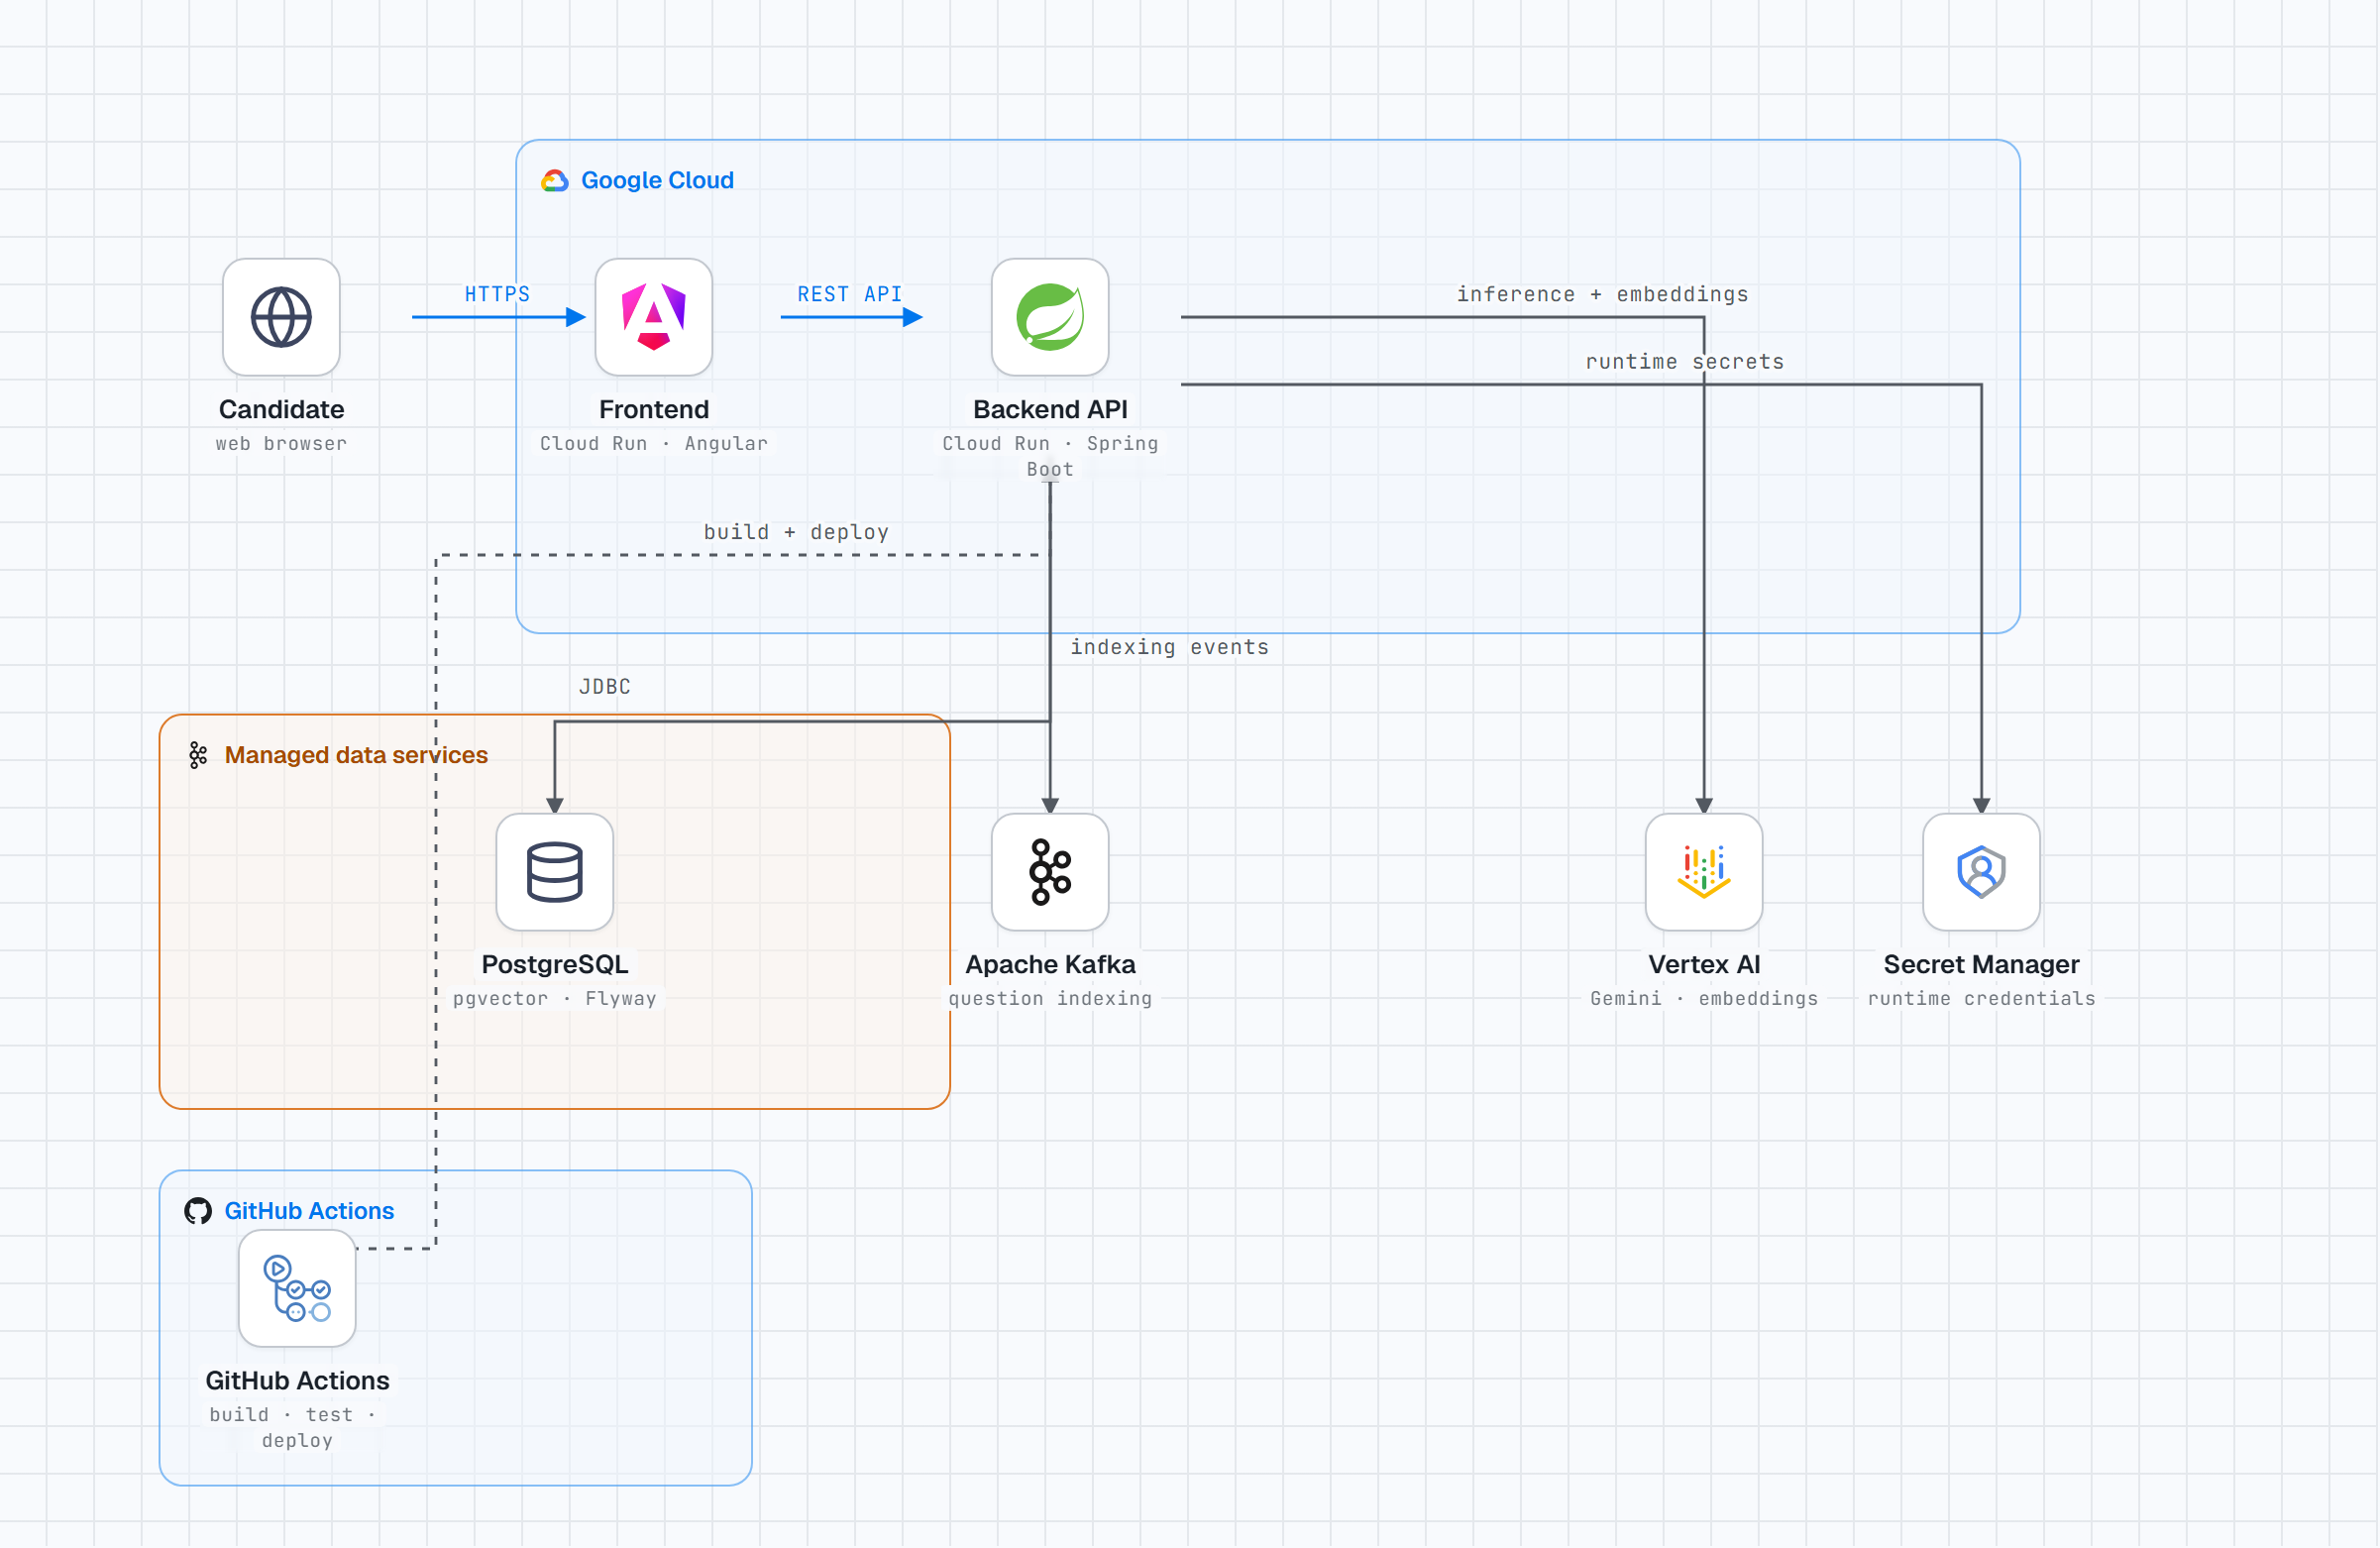 Google Cloud
HTTPS
REST API
inference + embeddings
runtime secrets
Candidate
web browser
Frontend
Cloud Run · Angular
Backend API
Cloud Run · Spring
Boot
build + deploy
indexing events
JDBC
Managed data services
PostgreSQL
pgvector · Flyway
Apache Kafka
question indexing
Vertex AI
Gemini · embeddings
Secret Manager
runtime credentials
GitHub Actions
GitHub Actions
build · test ·
deploy